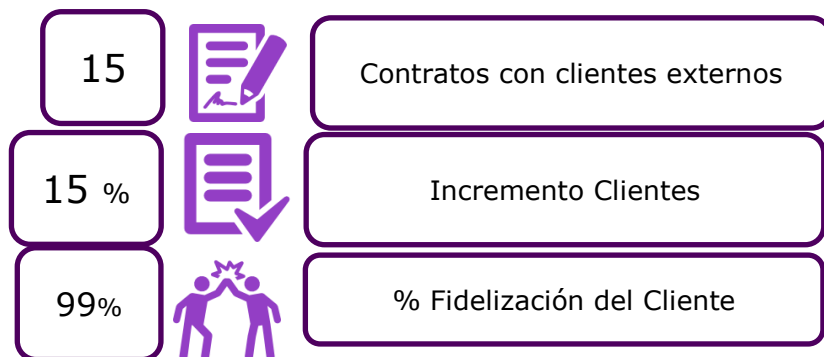 15
Contratos con clientes externos
15 %
Incremento Clientes
99%
% Fidelización del Cliente